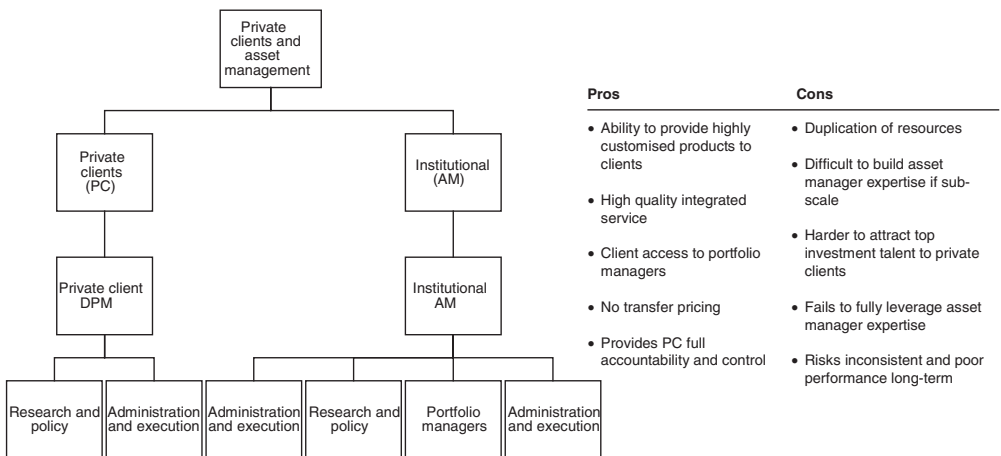 Private
clients and
asset
management
Private
clients
(PC)
Institutional
(AM)
Private client
DPM
Institutional
AM
Research and
policy
Administration
and execution
Administration
and execution
Research and
policy
Portfolio
managers
Administration
and execution
Pros
• Ability to provide highly
customised products to
clients
• High quality integrated
service
• Client access to portfolio
managers
• No transfer pricing
• Provides PC full
accountability and control
Cons
• Duplication of resources
• Difficult to build asset
manager expertise if sub-
scale
• Harder to attract top
investment talent to private
clients
• Fails to fully leverage asset
manager expertise
• Risks inconsistent and poor
performance long-term